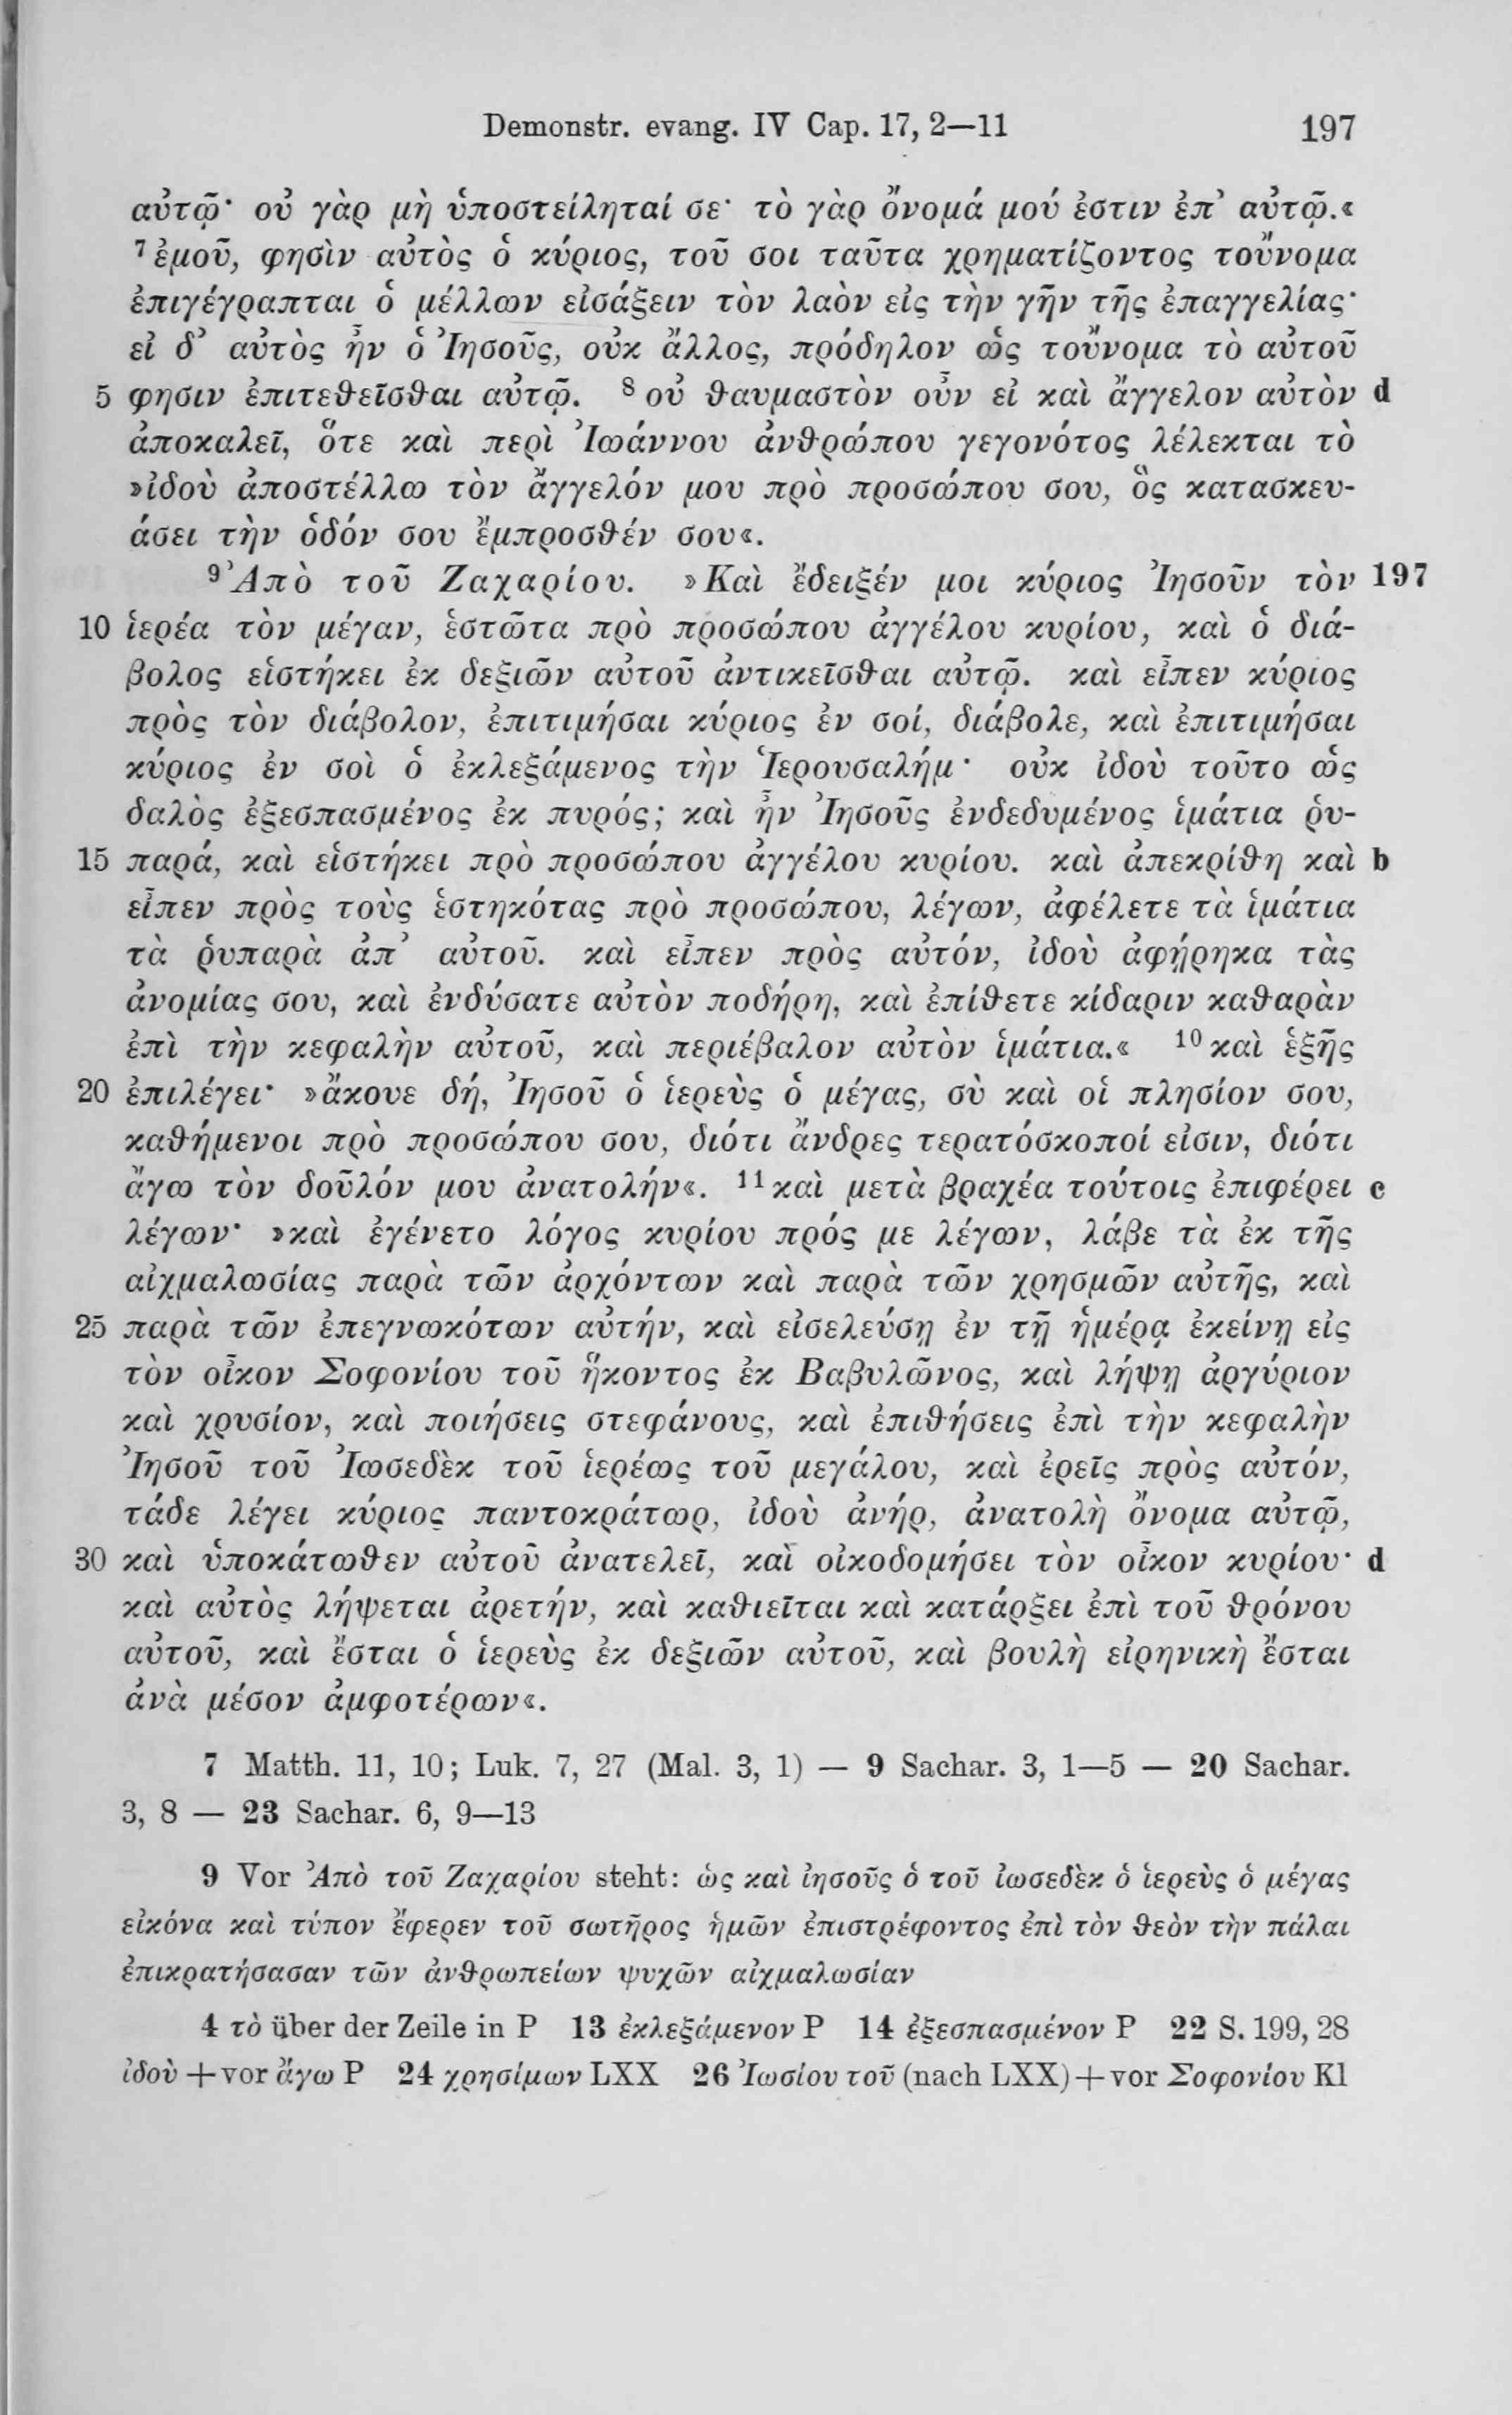 Demonstr. evang. IV Cap. 17, 2—11 197
αὐτῷ· οὐ γὰρ μὴ ὑποστείληταί σε· τὸ γὰρ ὄνομά μού ἐστιν ἐπ' αὐτῷ.«
⁷ ἐμοῦ, φησὶν αὐτὸς ὁ κύριος, τοῦ σοι ταῦτα χρηματίζοντος τοὔνομα
ἐπιγέγραπται ὁ μέλλων εἰσάξειν τὸν λαὸν εἰς τὴν γῆν τῆς ἐπαγγελίας·
εἰ δ' αὐτὸς ἦν ὁ Ἰησοῦς, οὐκ ἄλλος, πρόδηλον ὡς τοὔνομα τὸ αὐτοῦ
5 φησιν ἐπιτεθεῖσθαι αὐτῷ. ⁸ οὐ θαυμαστὸν οὖν εἰ καὶ ἄγγελον αὐτὸν d
ἀποκαλεῖ, ὅτε καὶ περὶ Ἰωάννου ἀνθρώπου γεγονότος λέλεκται τὸ
»ἰδοὺ ἀποστέλλω τὸν ἄγγελόν μου πρὸ προσώπου σου, ὃς κατασκευ-
άσει τὴν ὁδόν σου ἔμπροσθέν σου«.
⁹ Ἀπὸ τοῦ Ζαχαρίου. »Καὶ ἔδειξέν μοι κύριος Ἰησοῦν τὸν 197
10 ἱερέα τὸν μέγαν, ἑστῶτα πρὸ προσώπου ἀγγέλου κυρίου, καὶ ὁ διά-
βολος εἱστήκει ἐκ δεξιῶν αὐτοῦ ἀντικεῖσθαι αὐτῷ. καὶ εἶπεν κύριος
πρὸς τὸν διάβολον, ἐπιτιμήσαι κύριος ἐν σοί, διάβολε, καὶ ἐπιτιμήσαι
κύριος ἐν σοὶ ὁ ἐκλεξάμενος τὴν Ἱερουσαλήμ· οὐκ ἰδοὺ τοῦτο ὡς
δαλὸς ἐξεσπασμένος ἐκ πυρός; καὶ ἦν Ἰησοῦς ἐνδεδυμένος ἱμάτια ῥυ-
15 παρά, καὶ εἱστήκει πρὸ προσώπου ἀγγέλου κυρίου. καὶ ἀπεκρίθη καὶ b
εἶπεν πρὸς τοὺς ἑστηκότας πρὸ προσώπου, λέγων, ἀφέλετε τὰ ἱμάτια
τὰ ῥυπαρὰ ἀπ' αὐτοῦ. καὶ εἶπεν πρὸς αὐτόν, ἰδοὺ ἀφῄρηκα τὰς
ἀνομίας σου, καὶ ἐνδύσατε αὐτὸν ποδήρη, καὶ ἐπίθετε κίδαριν καθαρὰν
ἐπὶ τὴν κεφαλὴν αὐτοῦ, καὶ περιέβαλον αὐτὸν ἱμάτια.« ¹⁰ καὶ ἑξῆς
20 ἐπιλέγει· »ἄκουε δή, Ἰησοῦ ὁ ἱερεὺς ὁ μέγας, σὺ καὶ οἱ πλησίον σου,
καθήμενοι πρὸ προσώπου σου, διότι ἄνδρες τερατόσκοποί εἰσιν, διότι
ἄγω τὸν δοῦλόν μου ἀνατολήν«. ¹¹ καὶ μετὰ βραχέα τούτοις ἐπιφέρει c
λέγων· »καὶ ἐγένετο λόγος κυρίου πρός με λέγων, λάβε τὰ ἐκ τῆς
αἰχμαλωσίας παρὰ τῶν ἀρχόντων καὶ παρὰ τῶν χρησμῶν αὐτῆς, καὶ
25 παρὰ τῶν ἐπεγνωκότων αὐτήν, καὶ εἰσελεύσῃ ἐν τῇ ἡμέρᾳ ἐκείνῃ εἰς
τὸν οἶκον Σοφονίου τοῦ ἥκοντος ἐκ Βαβυλῶνος, καὶ λήψῃ ἀργύριον
καὶ χρυσίον, καὶ ποιήσεις στεφάνους, καὶ ἐπιθήσεις ἐπὶ τὴν κεφαλὴν
Ἰησοῦ τοῦ Ἰωσεδὲκ τοῦ ἱερέως τοῦ μεγάλου, καὶ ἐρεῖς πρὸς αὐτόν,
τάδε λέγει κύριος παντοκράτωρ, ἰδοὺ ἀνήρ, ἀνατολὴ ὄνομα αὐτῷ,
30 καὶ ὑποκάτωθεν αὐτοῦ ἀνατελεῖ, καὶ οἰκοδομήσει τὸν οἶκον κυρίου· d
καὶ αὐτὸς λήψεται ἀρετήν, καὶ καθιεῖται καὶ κατάρξει ἐπὶ τοῦ θρόνου
αὐτοῦ, καὶ ἔσται ὁ ἱερεὺς ἐκ δεξιῶν αὐτοῦ, καὶ βουλὴ εἰρηνικὴ ἔσται
ἀνὰ μέσον ἀμφοτέρων«.
7 Matth. 11, 10; Luk. 7, 27 (Mal. 3, 1) — 9 Sachar. 3, 1—5 — 20 Sachar.
3, 8 — 23 Sachar. 6, 9—13
9 Vor Ἀπὸ τοῦ Ζαχαρίου steht: ὡς καὶ ἰησοῦς ὁ τοῦ ἰωσεδὲκ ὁ ἱερεὺς ὁ μέγας
εἰκόνα καὶ τύπον ἔφερεν τοῦ σωτῆρος ἡμῶν ἐπιστρέφοντος ἐπὶ τὸν θεὸν τὴν πάλαι
ἐπικρατήσασαν τῶν ἀνθρωπείων ψυχῶν αἰχμαλωσίαν
4 τὸ über der Zeile in P 13 ἐκλεξάμενον P 14 ἐξεσπασμένον P 22 S. 199, 28
ἰδοὺ + vor ἄγω P 24 χρησίμων LXX 26 Ἰωσίου τοῦ (nach LXX) + vor Σοφονίου Kl